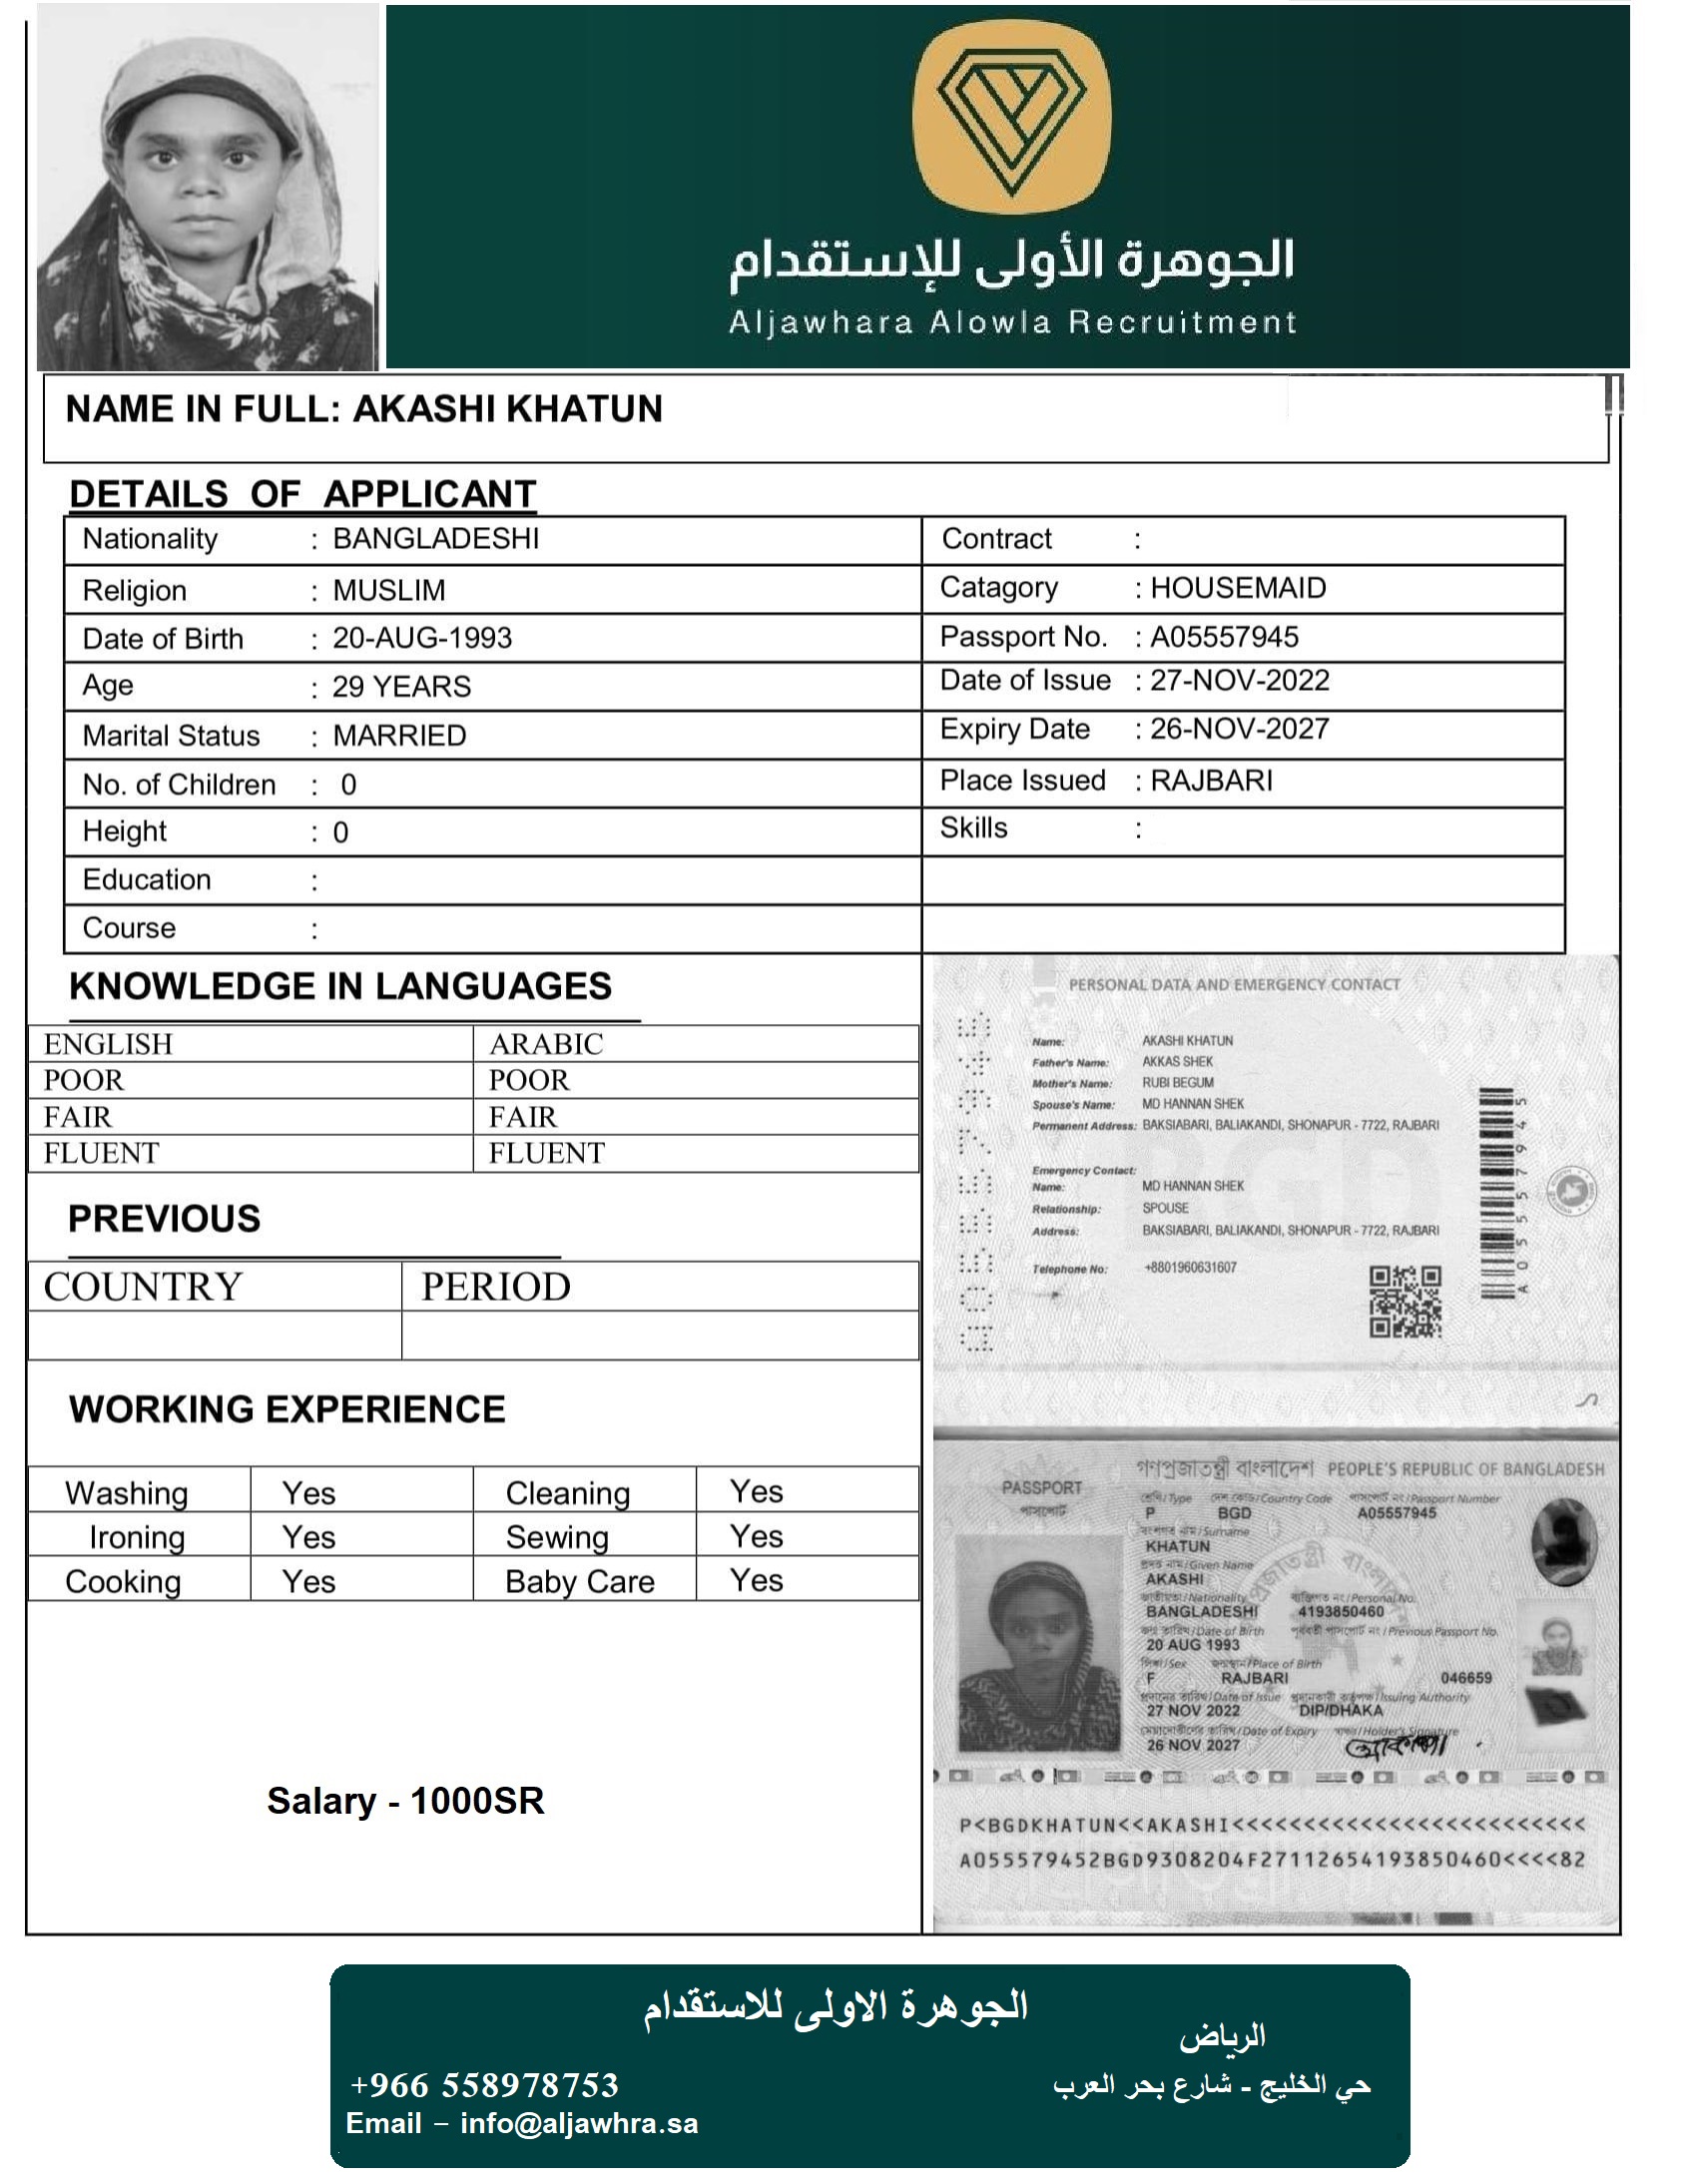 الجوهرة الأولى للإستقدام
Aljawhara Alowla Recruitment
NAME IN FULL: AKASHI KHATUN
DETAILS OF APPLICANT
Nationality : BANGLADESHI
Contract :
Religion : MUSLIM
Catagory : HOUSEMAID
Date of Birth : 20-AUG-1993
Passport No. : A05557945
Age : 29 YEARS
Date of Issue : 27-NOV-2022
Marital Status : MARRIED
Expiry Date : 26-NOV-2027
No. of Children : 0
Place Issued : RAJBARI
Height : 0
Skills :
Education :
Course :
KNOWLEDGE IN LANGUAGES
ENGLISH ARABIC
POOR POOR
FAIR FAIR
FLUENT FLUENT
PREVIOUS
COUNTRY PERIOD
WORKING EXPERIENCE
Washing Yes Cleaning Yes
Ironing Yes Sewing Yes
Cooking Yes Baby Care Yes
Salary - 1000SR
PERSONAL DATA AND EMERGENCY CONTACT
Name: AKASHI KHATUN
Father's Name: AKKAS SHEK
Mother's Name: RUBI BEGUM
Spouse's Name: MD HANNAN SHEK
Permanent Address: BAKSIABARI, BALIAKANDI, SHONAPUR - 7722, RAJBARI
Emergency Contact:
Name: MD HANNAN SHEK
Relationship: SPOUSE
Address: BAKSIABARI, BALIAKANDI, SHONAPUR - 7722, RAJBARI
Telephone No: +8801960631607
A05557945
গণপ্রজাতন্ত্রী বাংলাদেশ PEOPLE'S REPUBLIC OF BANGLADESH
PASSPORT
পাসপোর্ট
শ্রেণি/Type দেশ কোড/Country Code পাসপোর্ট নং/Passport Number
P BGD A05557945
বংশগত নাম/Surname
KHATUN
প্রদত্ত নাম/Given Name
AKASHI
জাতীয়তা/Nationality ব্যক্তিগত নং/Personal No.
BANGLADESHI 4193850460
জন্ম তারিখ/Date of Birth পূর্ববর্তী পাসপোর্ট নং/Previous Passport No.
20 AUG 1993
লিঙ্গ/Sex জন্মস্থান/Place of Birth
F RAJBARI 046659
প্রদানের তারিখ/Date of Issue প্রদানকারী কর্তৃপক্ষ/Issuing Authority
27 NOV 2022 DIP/DHAKA
মেয়াদোত্তীর্ণের তারিখ/Date of Expiry স্বাক্ষর/Holder's Signature
26 NOV 2027
P<BGDKHATUN<<AKASHI<<<<<<<<<<<<<<<<<<<<<<<<<
A055579452BGD9308204F27112654193850460<<<<82
الجوهرة الاولى للاستقدام
الرياض
+966 558978753
حي الخليج - شارع بحر العرب
Email – info@aljawhra.sa